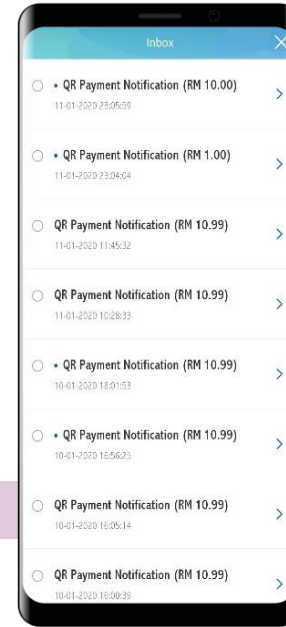 Inbox
• QR Payment Notification (RM 10.00)
11-01-2020 23:05:59
• QR Payment Notification (RM 1.00)
11-01-2020 23:04:04
QR Payment Notification (RM 10.99)
11-01-2020 11:45:32
QR Payment Notification (RM 10.99)
11-01-2020 10:28:33
• QR Payment Notification (RM 10.99)
10-01-2020 18:01:53
• QR Payment Notification (RM 10.99)
10-01-2020 16:56:25
QR Payment Notification (RM 10.99)
10-01-2020 16:05:14
QR Payment Notification (RM 10.99)
10-01-2020 16:00:39